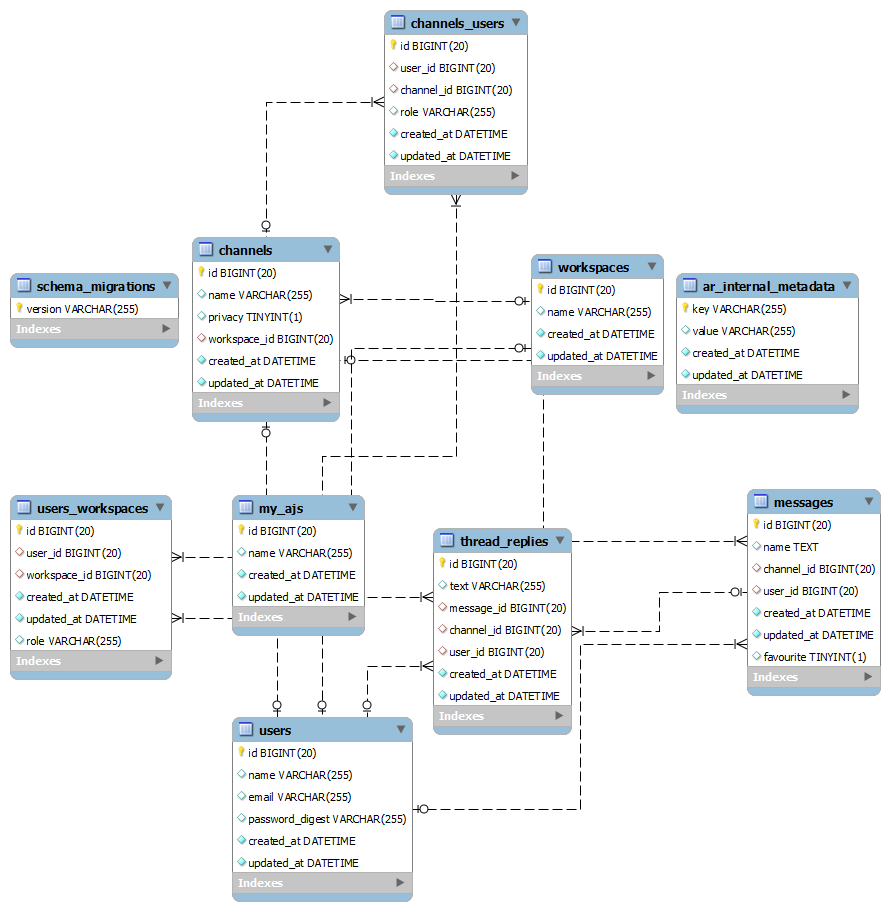 channels_users
id BIGINT(20)
user_id BIGINT(20)
channel_id BIGINT(20)
role VARCHAR(255)
created_at DATETIME
updated_at DATETIME
Indexes
channels
id BIGINT(20)
name VARCHAR(255)
privacy TINYINT(1)
workspace_id BIGINT(20)
created_at DATETIME
updated_at DATETIME
Indexes
workspaces
id BIGINT(20)
name VARCHAR(255)
created_at DATETIME
updated_at DATETIME
Indexes
schema_migrations
version VARCHAR(255)
Indexes
ar_internal_metadata
key VARCHAR(255)
value VARCHAR(255)
created_at DATETIME
updated_at DATETIME
Indexes
users_workspaces
id BIGINT(20)
user_id BIGINT(20)
workspace_id BIGINT(20)
created_at DATETIME
updated_at DATETIME
role VARCHAR(255)
Indexes
my_ajs
id BIGINT(20)
name VARCHAR(255)
created_at DATETIME
updated_at DATETIME
Indexes
thread_replies
id BIGINT(20)
text VARCHAR(255)
message_id BIGINT(20)
channel_id BIGINT(20)
user_id BIGINT(20)
created_at DATETIME
updated_at DATETIME
Indexes
messages
id BIGINT(20)
name TEXT
channel_id BIGINT(20)
user_id BIGINT(20)
created_at DATETIME
updated_at DATETIME
favourite TINYINT(1)
Indexes
users
id BIGINT(20)
name VARCHAR(255)
email VARCHAR(255)
password_digest VARCHAR(255)
created_at DATETIME
updated_at DATETIME
Indexes